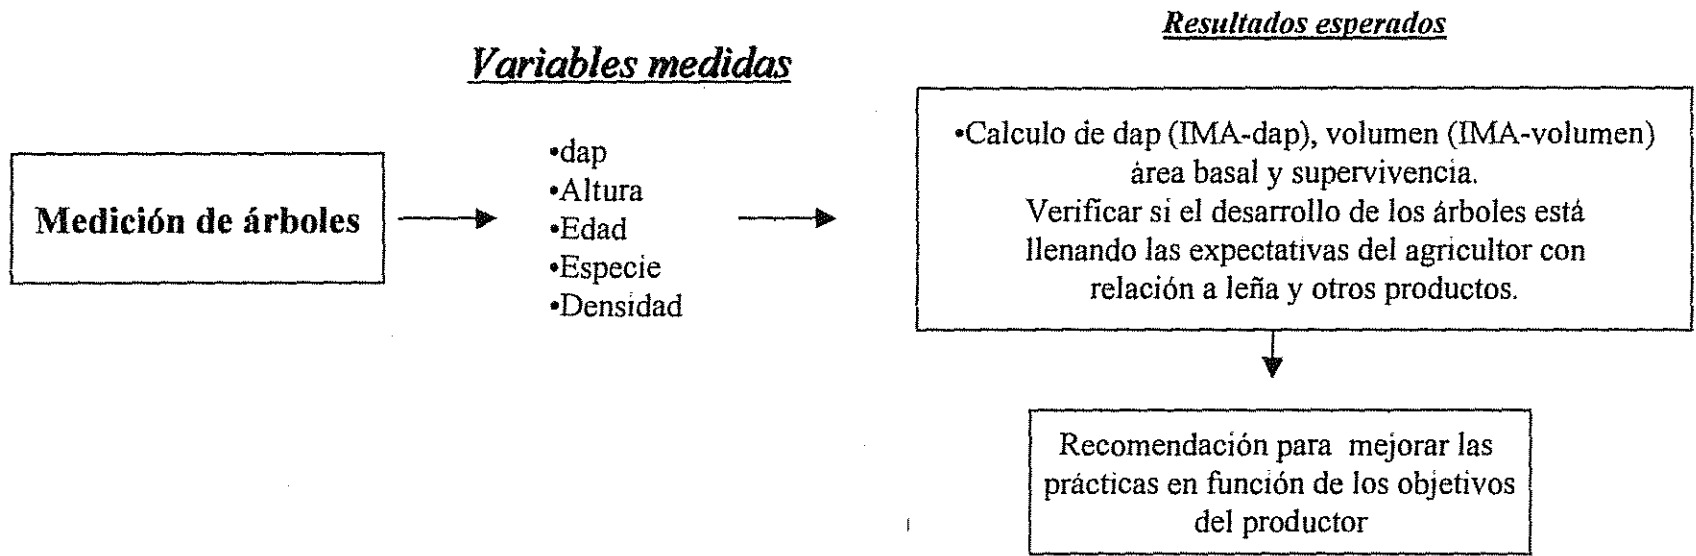 Resultados esperados
Variables medidas
Medición de árboles
•dap
•Altura
•Edad
•Especie
•Densidad
•Calculo de dap (IMA-dap), volumen (IMA-volumen)
área basal y supervivencia.
Verificar si el desarrollo de los árboles está
llenando las expectativas del agricultor con
relación a leña y otros productos.
Recomendación para mejorar las
prácticas en función de los objetivos
del productor